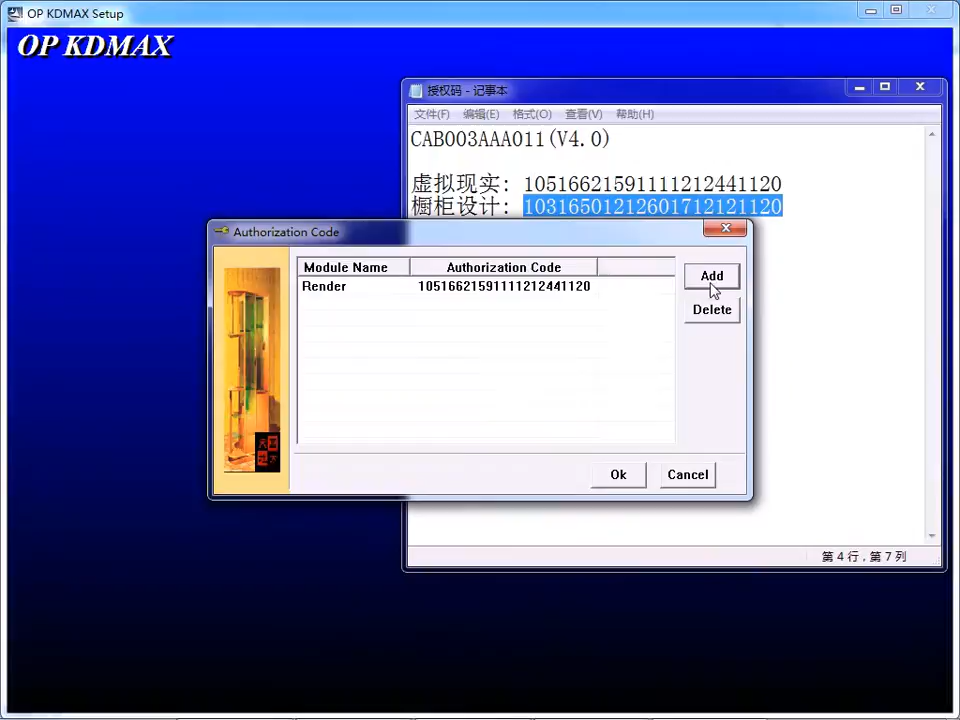 OP KDMAX Setup
OP KDMAX
授权码 - 记事本
文件(F) 编辑(E) 格式(O) 查看(V) 帮助(H)
CAB003AAA011(V4.0)
虚拟现实: 10516621591111212441120
橱柜设计: 10316501212601712121120
Authorization Code
Module Name Authorization Code
Render 10516621591111212441120
Add
Delete
Ok Cancel
第 4 行，第 7 列